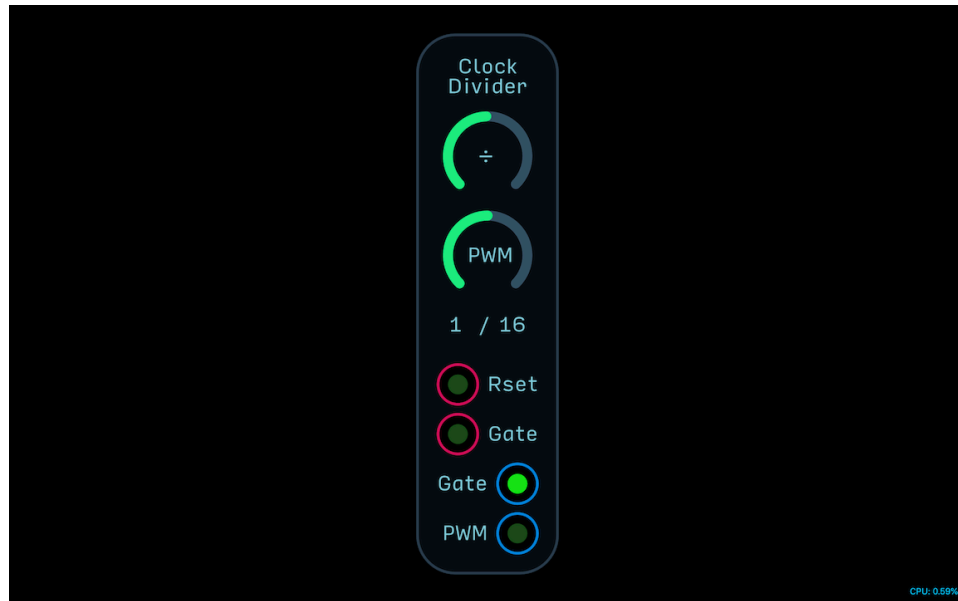 Clock
Divider
÷
PWM
1 / 16
Rset
Gate
Gate
PWM
CPU: 0.59%